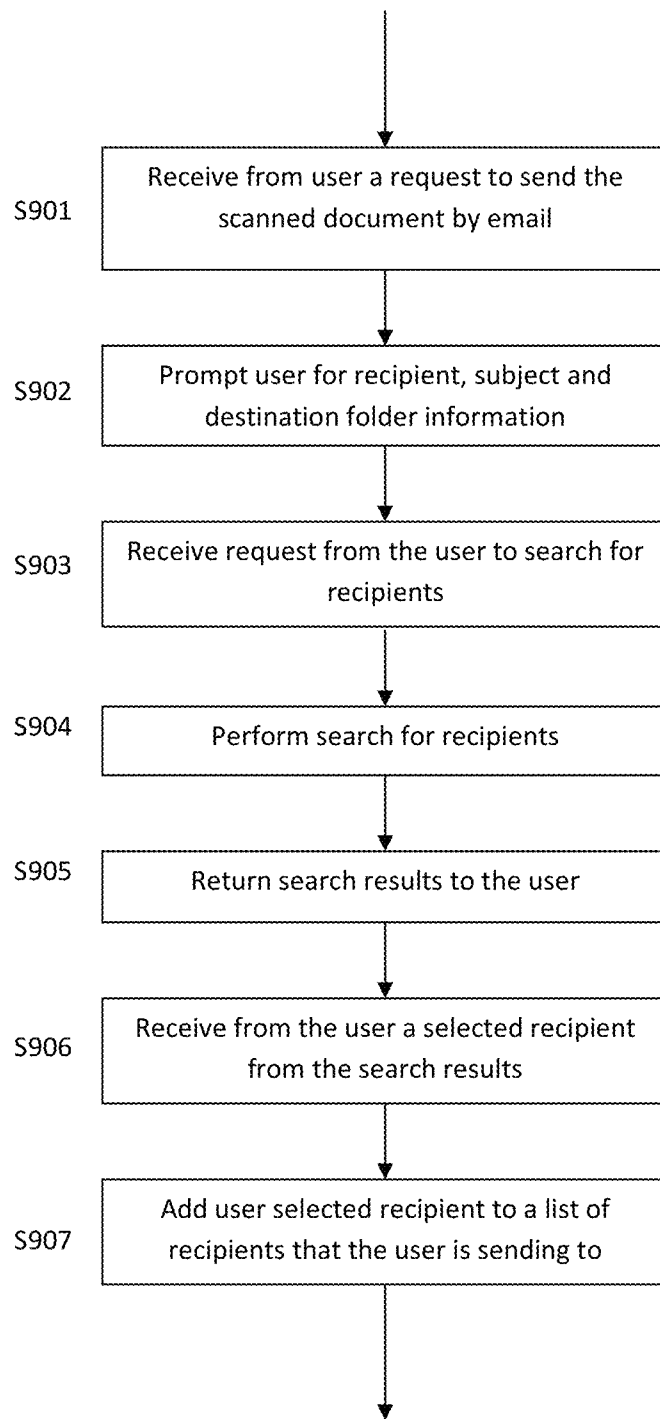 S901
Receive from user a request to send the
scanned document by email
S902
Prompt user for recipient, subject and
destination folder information
S903
Receive request from the user to search for
recipients
S904
Perform search for recipients
S905
Return search results to the user
S906
Receive from the user a selected recipient
from the search results
S907
Add user selected recipient to a list of
recipients that the user is sending to